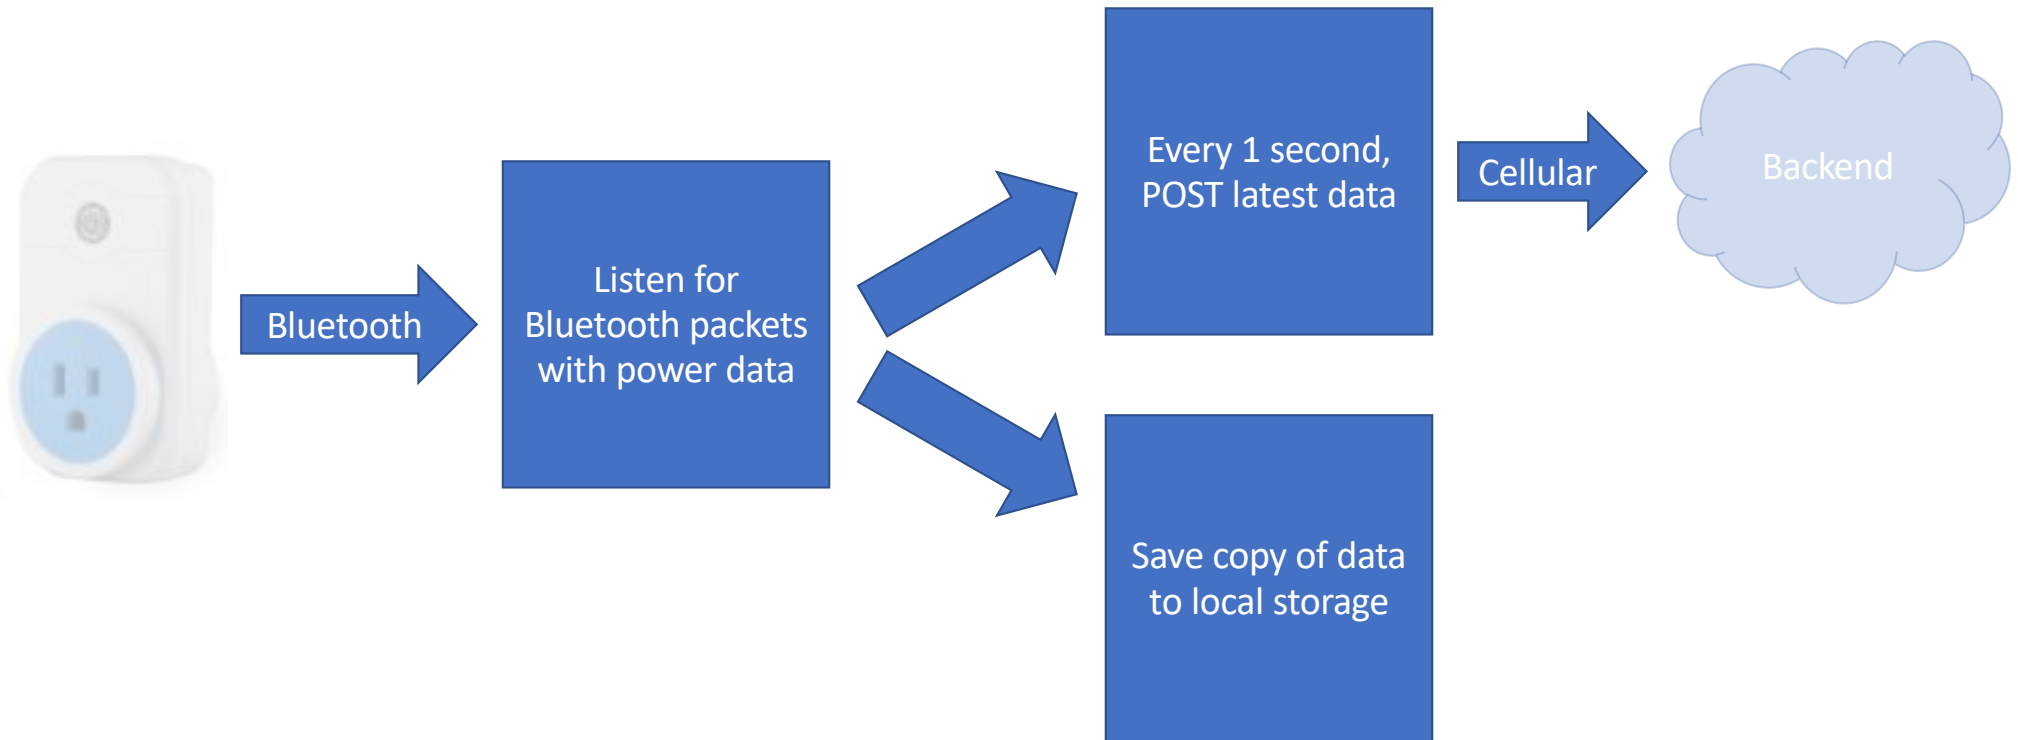 Bluetooth
Listen for
Bluetooth packets
with power data
Every 1 second,
POST latest data
Cellular
Backend
Save copy of data
to local storage